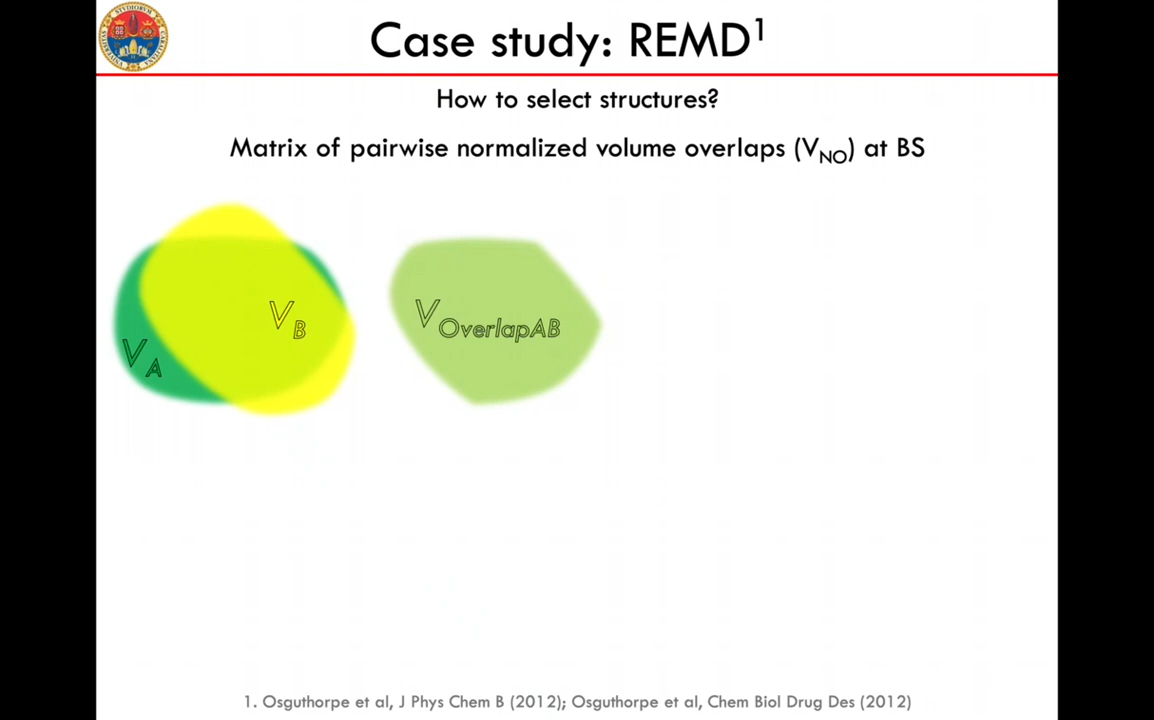 Case study: REMD1
How to select structures?
Matrix of pairwise normalized volume overlaps (VNO) at BS
VA
VB
VOverlapAB
1. Osguthorpe et al, J Phys Chem B (2012); Osguthorpe et al, Chem Biol Drug Des (2012)